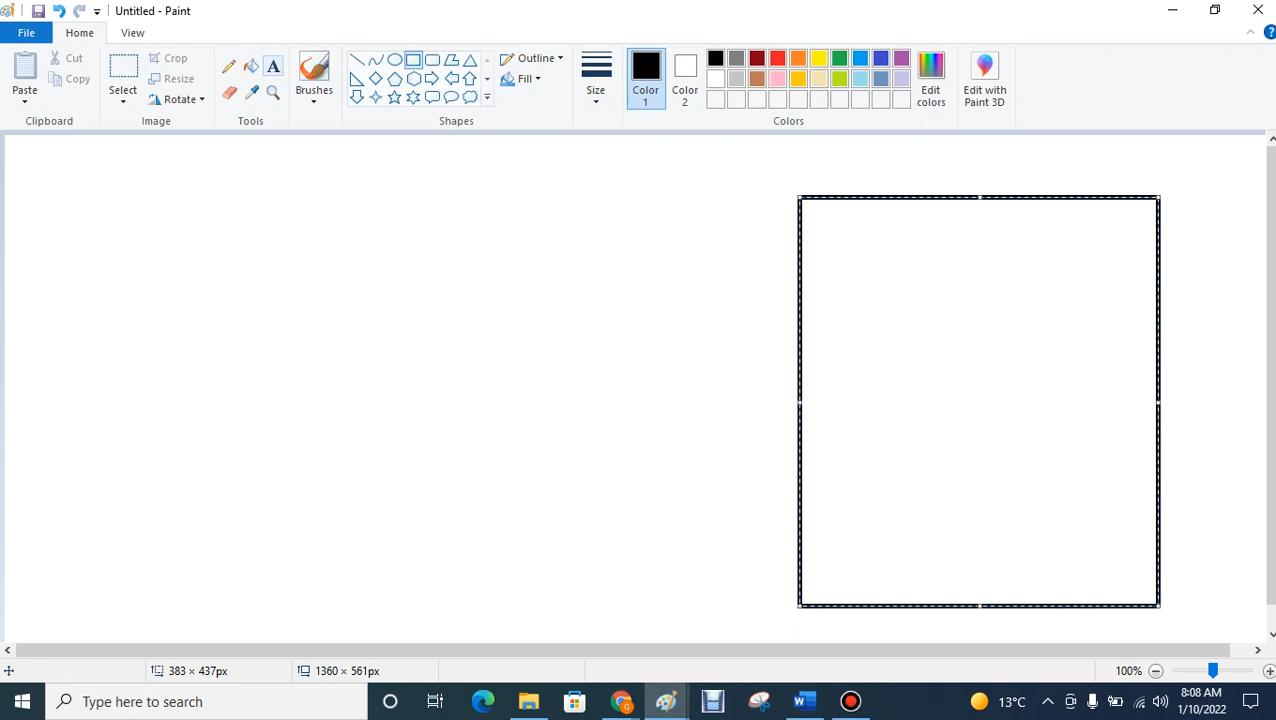 Untitled - Paint
File
Home
View
Paste
Cut
Copy
Clipboard
Select
Crop
Resize
Rotate
Image
A
Tools
Brushes
Outline
Fill
Shapes
Size
Color 1
Color 2
Edit colors
Colors
Edit with Paint 3D
383 × 437px
1360 × 561px
100%
Type here to search
13°C
8:08 AM
1/10/2022